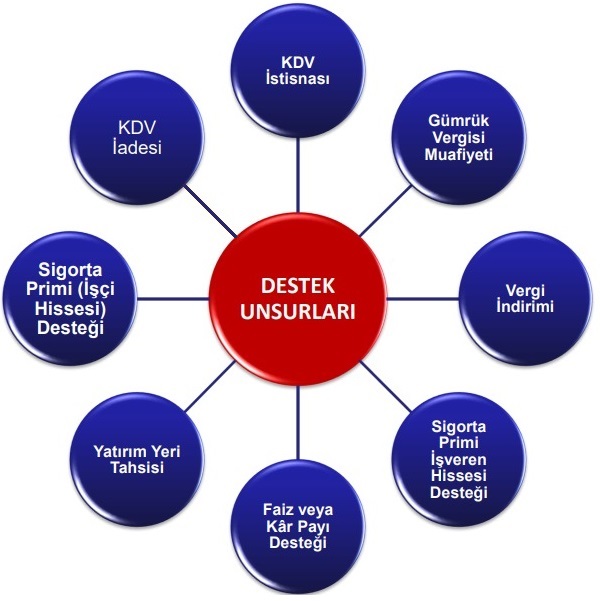 KDV
İstisnası
Gümrük
Vergisi
Muafiyeti
Vergi
İndirimi
Sigorta
Primi
İşveren
Hissesi
Desteği
Faiz veya
Kâr Payı
Desteği
Yatırım Yeri
Tahsisi
Sigorta
Primi (İşçi
Hissesi)
Desteği
KDV
İadesi
DESTEK
UNSURLARI